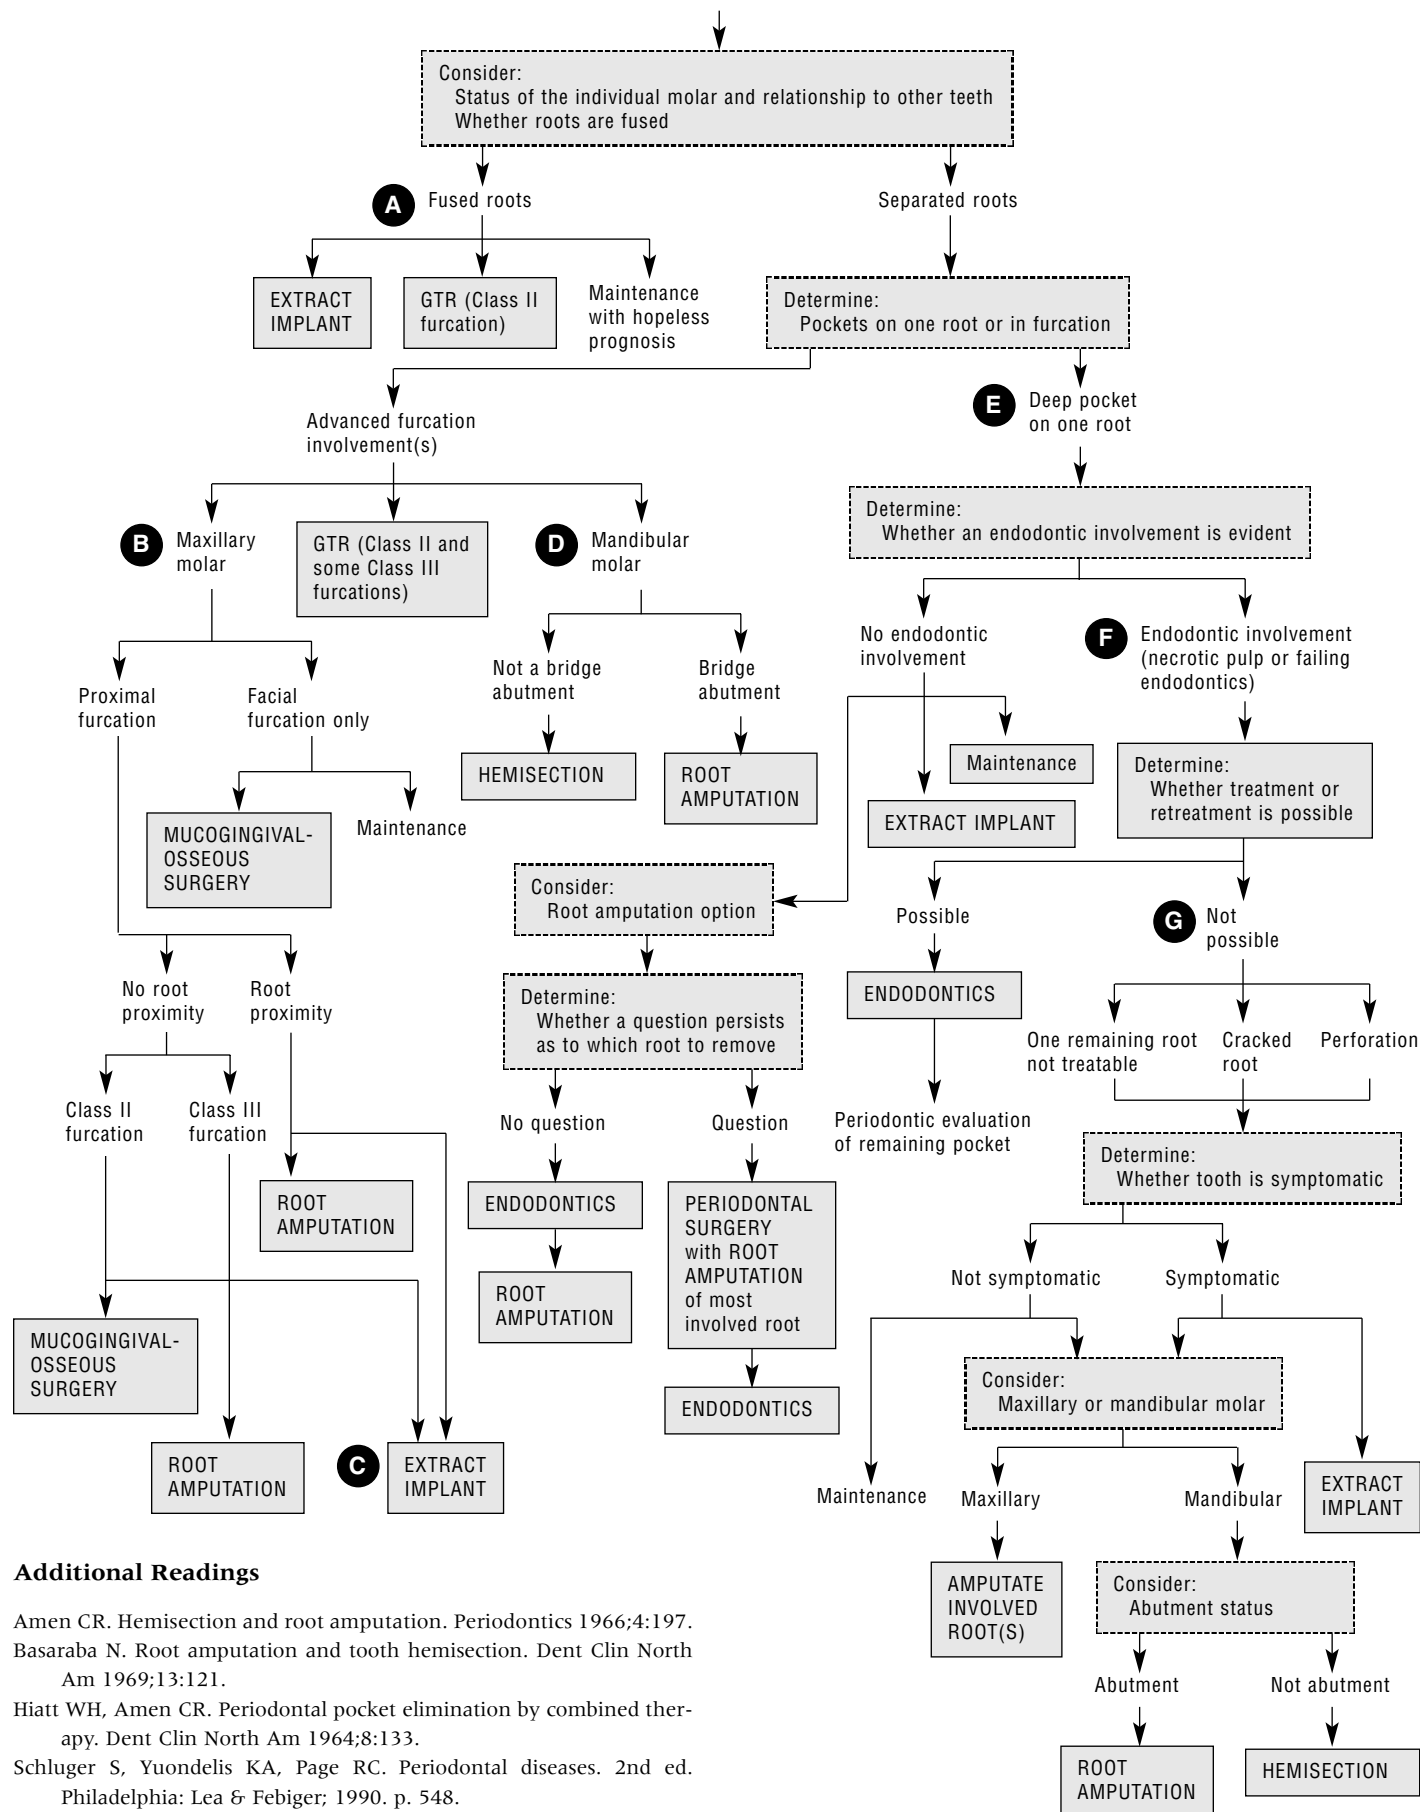 Consider:
Status of the individual molar and relationship to other teeth
Whether roots are fused
A
Fused roots
Separated roots
EXTRACT
IMPLANT
GTR (Class II
furcation)
Maintenance
with hopeless
prognosis
Determine:
Pockets on one root or in furcation
Advanced furcation
involvement(s)
E
Deep pocket
on one root
Determine:
Whether an endodontic involvement is evident
B
Maxillary
molar
GTR (Class II and
some Class III
furcations)
D
Mandibular
molar
No endodontic
involvement
F
Endodontic involvement
(necrotic pulp or failing
endodontics)
Proximal
furcation
Facial
furcation only
Not a bridge
abutment
Bridge
abutment
HEMISECTION
ROOT
AMPUTATION
Maintenance
EXTRACT IMPLANT
Determine:
Whether treatment or
retreatment is possible
MUCOGINGIVAL-
OSSEOUS
SURGERY
Maintenance
Consider:
Root amputation option
Possible
G
Not
possible
No root
proximity
Root
proximity
Determine:
Whether a question persists
as to which root to remove
ENDODONTICS
One remaining root
not treatable
Cracked
root
Perforation
Class II
furcation
Class III
furcation
No question
Question
Periodontic evaluation
of remaining pocket
Determine:
Whether tooth is symptomatic
ROOT
AMPUTATION
ENDODONTICS
ROOT
AMPUTATION
PERIODONTAL
SURGERY
with ROOT
AMPUTATION
of most
involved root
ENDODONTICS
Not symptomatic
Symptomatic
MUCOGINGIVAL-
OSSEOUS
SURGERY
Consider:
Maxillary or mandibular molar
ROOT
AMPUTATION
C
EXTRACT
IMPLANT
Maintenance
Maxillary
Mandibular
EXTRACT
IMPLANT
AMPUTATE
INVOLVED
ROOT(S)
Consider:
Abutment status
Abutment
Not abutment
ROOT
AMPUTATION
HEMISECTION
Additional Readings
Amen CR. Hemisection and root amputation. Periodontics 1966;4:197.
Basaraba N. Root amputation and tooth hemisection. Dent Clin North
Am 1969;13:121.
Hiatt WH, Amen CR. Periodontal pocket elimination by combined ther-
apy. Dent Clin North Am 1964;8:133.
Schluger S, Yuondelis KA, Page RC. Periodontal diseases. 2nd ed.
Philadelphia: Lea & Febiger; 1990. p. 548.